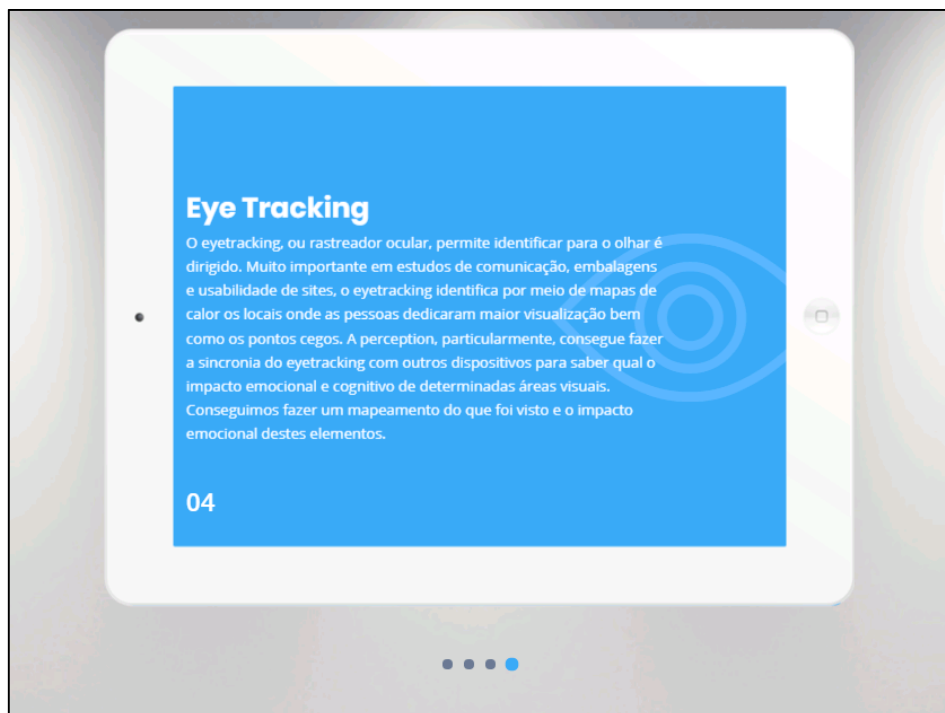 Eye Tracking
O eyetracking, ou rastreador ocular, permite identificar para o olhar é
dirigido. Muito importante em estudos de comunicação, embalagens
e usabilidade de sites, o eyetracking identifica por meio de mapas de
calor os locais onde as pessoas dedicaram maior visualização bem
como os pontos cegos. A perception, particularmente, consegue fazer
a sincronia do eyetracking com outros dispositivos para saber qual o
impacto emocional e cognitivo de determinadas áreas visuais.
Conseguimos fazer um mapeamento do que foi visto e o impacto
emocional destes elementos.
04